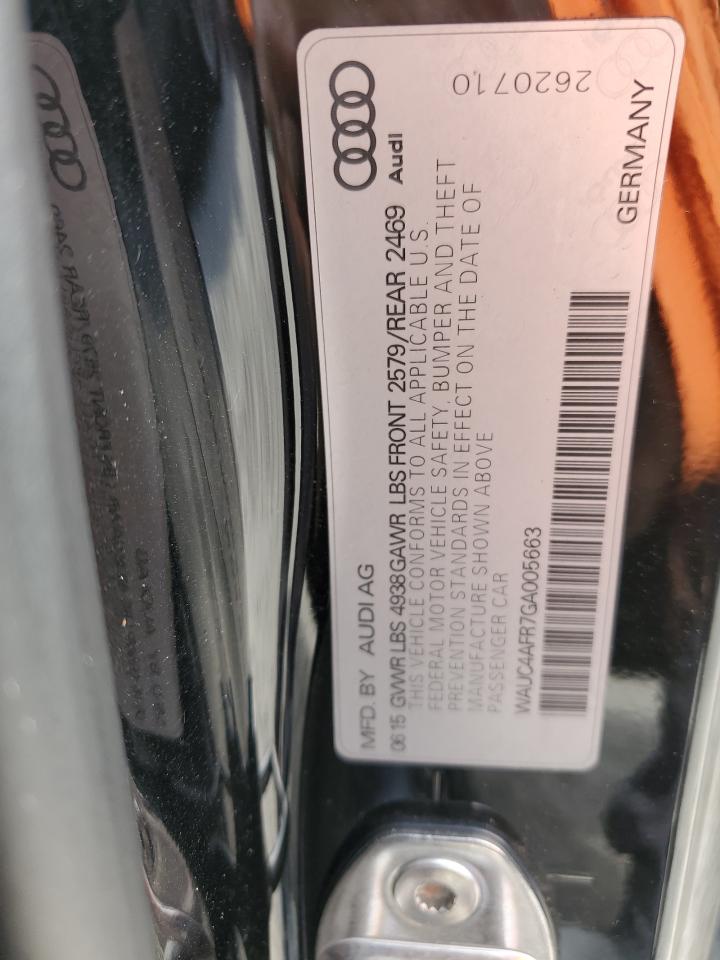 MFD. BY AUDI AG
Audi
06 15 GVWR LBS 4938 GAWR LBS FRONT 2579/REAR 2469
THIS VEHICLE CONFORMS TO ALL APPLICABLE U.S.
FEDERAL MOTOR VEHICLE SAFETY, BUMPER AND THEFT
PREVENTION STANDARDS IN EFFECT ON THE DATE OF
MANUFACTURE SHOWN ABOVE
PASSENGER CAR
WAUC4AFR7GA005663
GERMANY
2620710